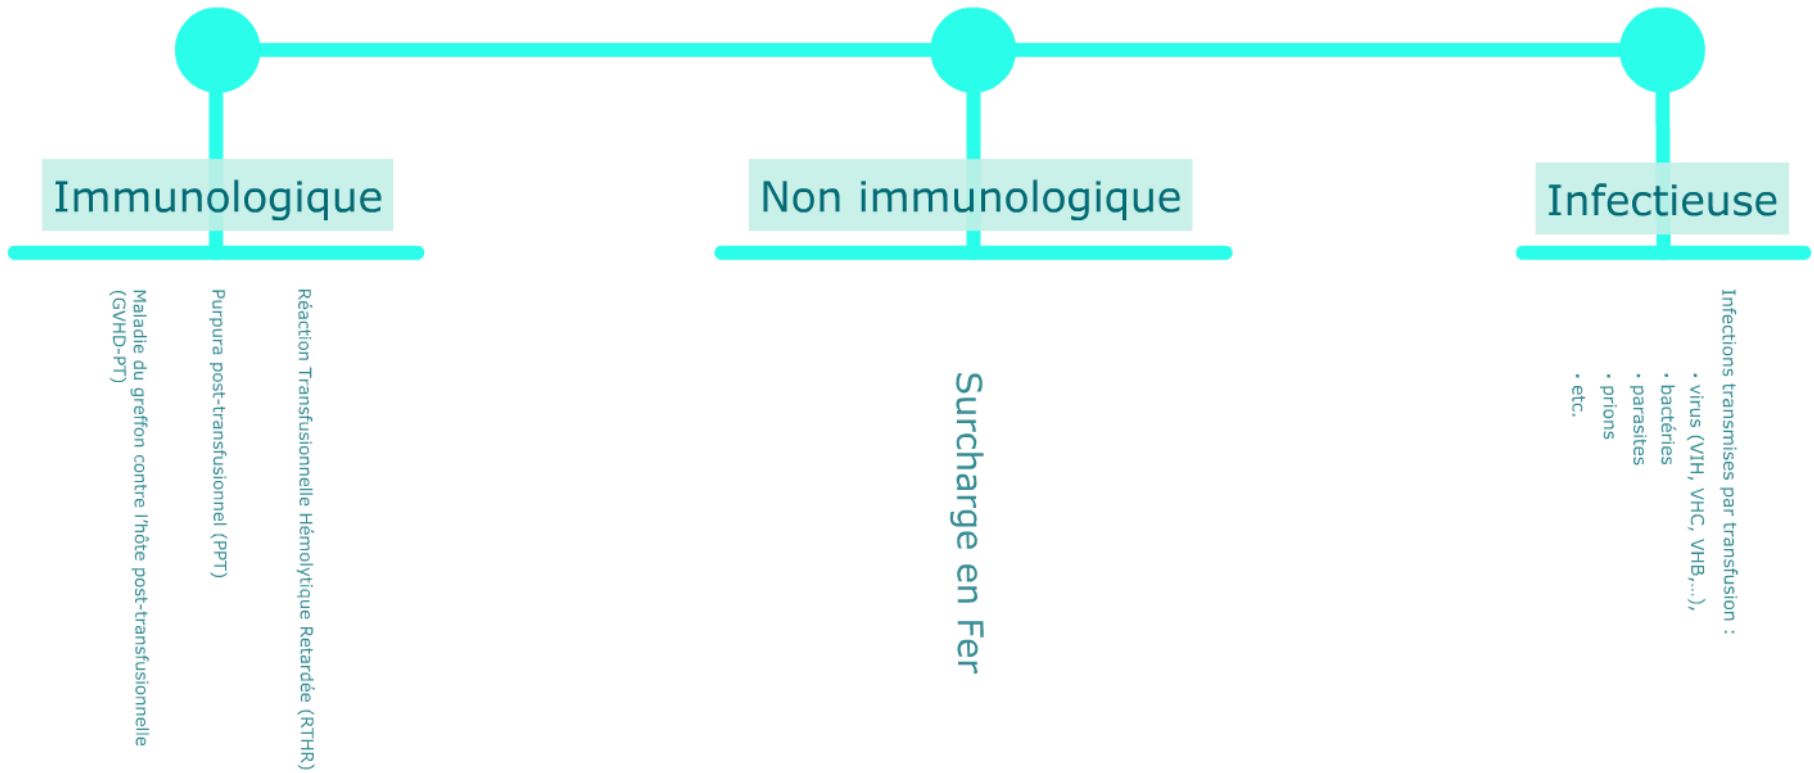 Immunologique
Non immunologique
Infectieuse
Réaction Transfusionnelle Hémolytique Retardée (RTHR)
Purpura post-transfusionnel (PPT)
Maladie du greffon contre l'hôte post-transfusionnelle
(GVHD-PT)
Surcharge en Fer
Infections transmises par transfusion :
• virus (VIH, VHC, VHB,...),
• bactéries
• parasites
• prions
• etc.